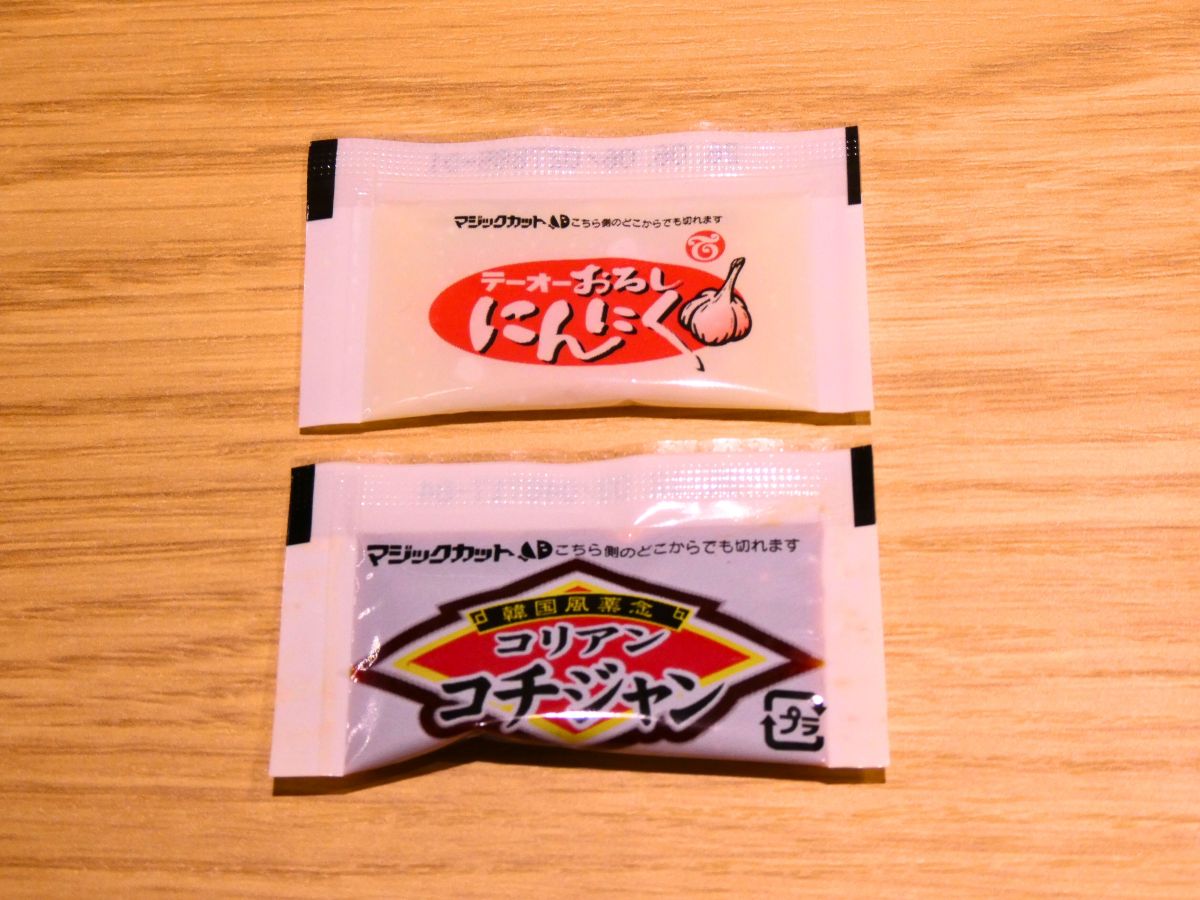 マジックカット こちら側のどこからでも切れます
テーオーおろし
にんにく
マジックカット こちら側のどこからでも切れます
韓国風薬念
コリアン
コチジャン
プラ